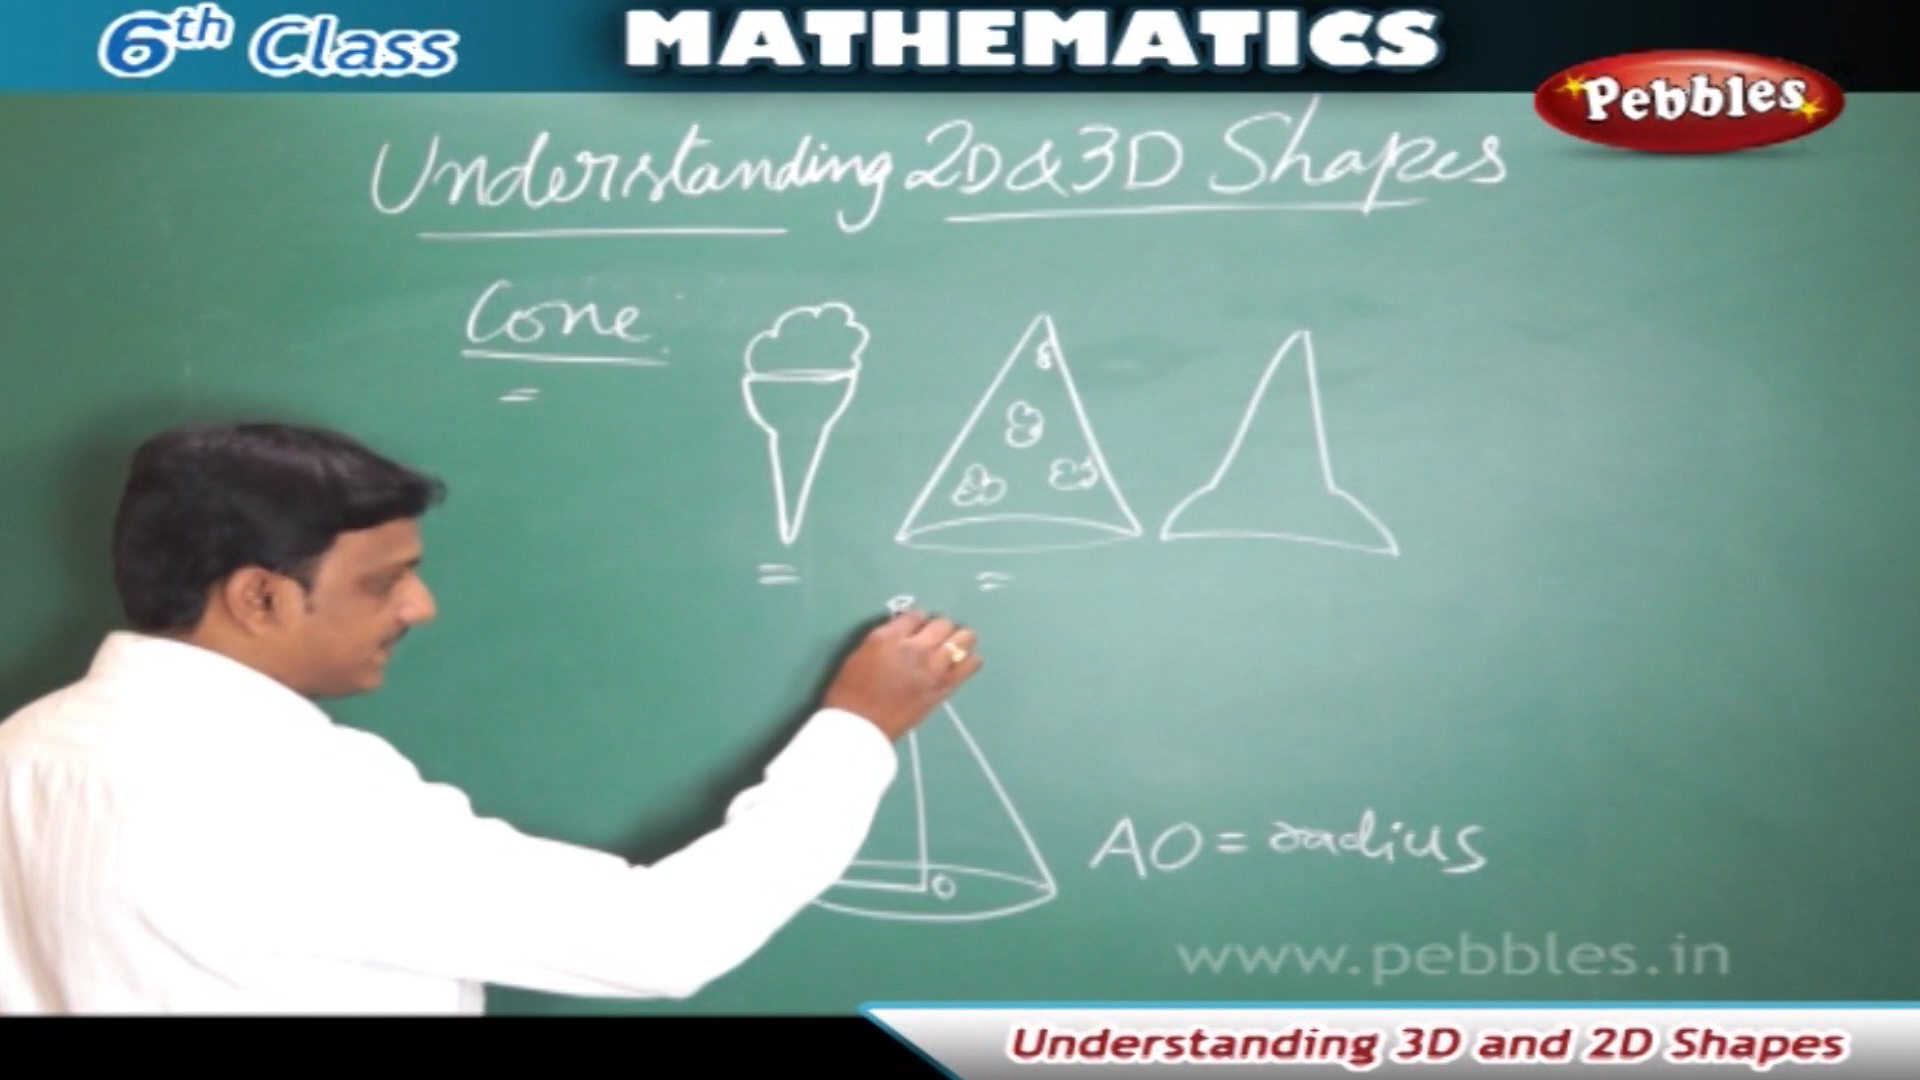 6th Class
MATHEMATICS
Pebbles
Understanding 2D & 3D Shapes
Cone
=
=
=
B
O
AO = radius
www.pebbles.in
Understanding 3D and 2D Shapes